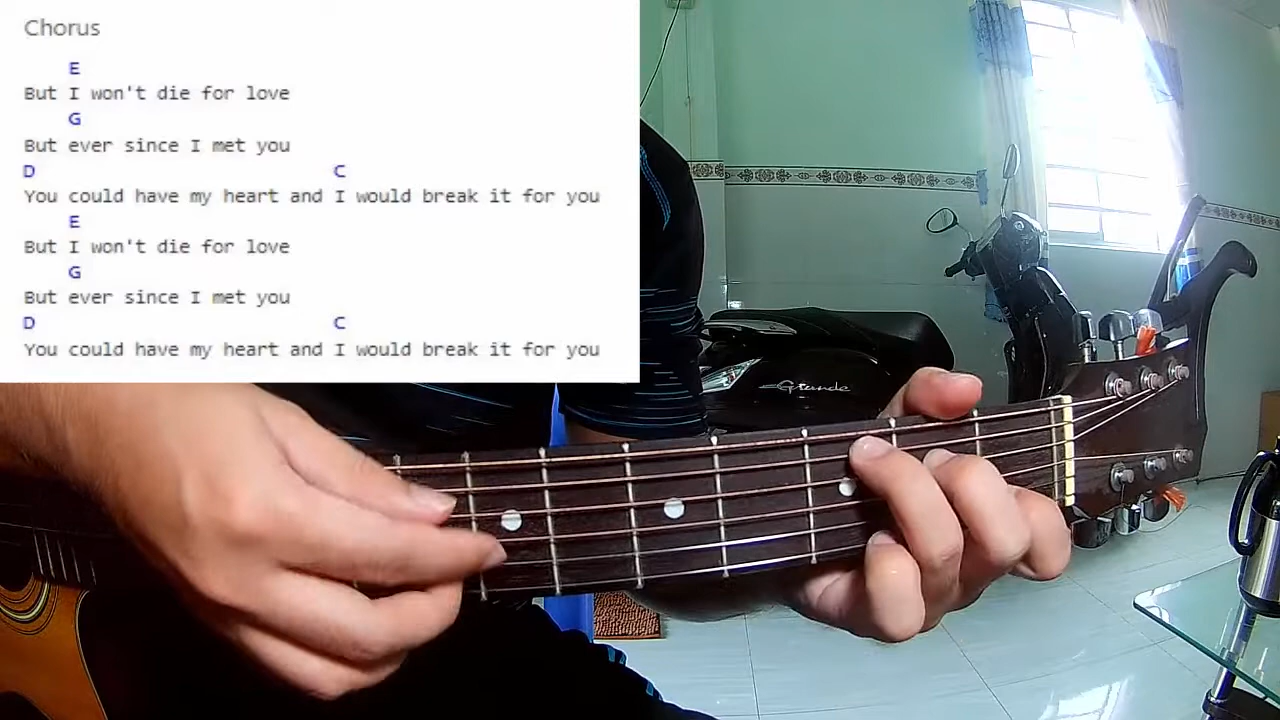 Chorus
E
But I won't die for love
G
But ever since I met you
D C
You could have my heart and I would break it for you
E
But I won't die for love
G
But ever since I met you
D C
You could have my heart and I would break it for you
Grande